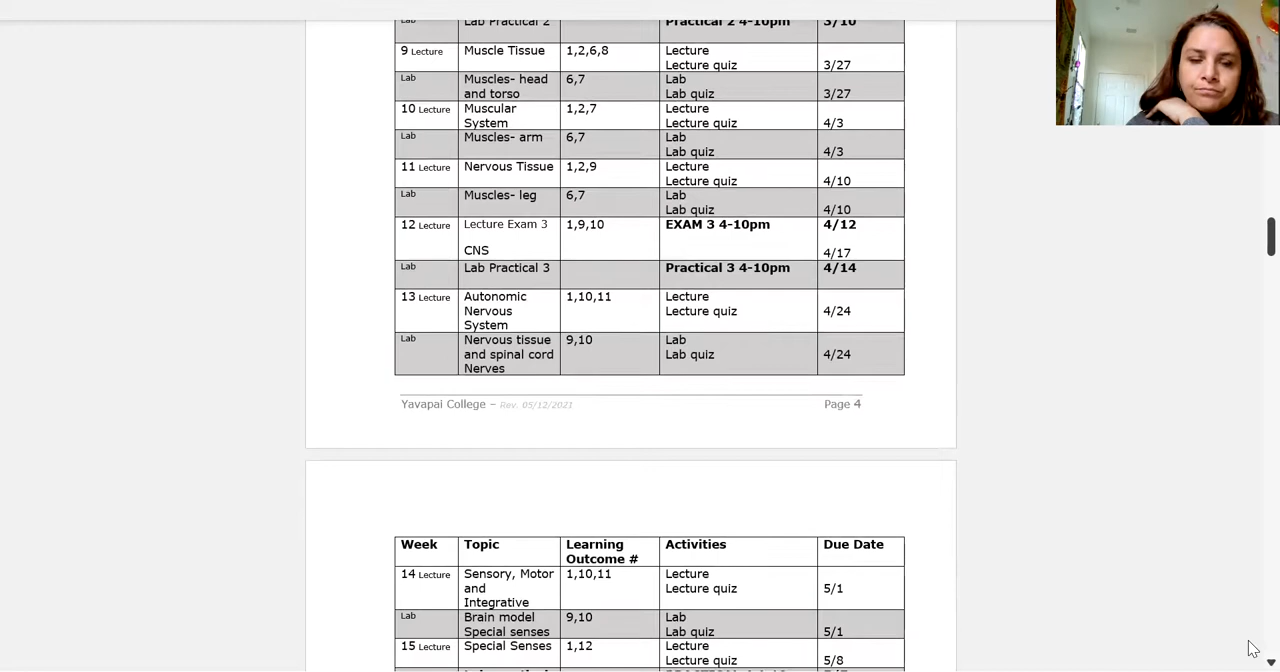 Lab Lab Practical 2 Practical 2 4-10pm 3/10
9 Lecture Muscle Tissue 1,2,6,8 Lecture
Lecture quiz 3/27
Lab Muscles- head 6,7 Lab
and torso Lab quiz 3/27
10 Lecture Muscular 1,2,7 Lecture
System Lecture quiz 4/3
Lab Muscles- arm 6,7 Lab
Lab quiz 4/3
11 Lecture Nervous Tissue 1,2,9 Lecture
Lecture quiz 4/10
Lab Muscles- leg 6,7 Lab
Lab quiz 4/10
12 Lecture Lecture Exam 3 1,9,10 EXAM 3 4-10pm 4/12
CNS 4/17
Lab Lab Practical 3 Practical 3 4-10pm 4/14
13 Lecture Autonomic 1,10,11 Lecture
Nervous Lecture quiz 4/24
System
Lab Nervous tissue 9,10 Lab
and spinal cord Lab quiz 4/24
Nerves
Yavapai College – Rev. 05/12/2021 Page 4
Week Topic Learning Activities Due Date
Outcome #
14 Lecture Sensory, Motor 1,10,11 Lecture
and Lecture quiz 5/1
Integrative
Lab Brain model 9,10 Lab
Special senses Lab quiz 5/1
15 Lecture Special Senses 1,12 Lecture
Lecture quiz 5/8